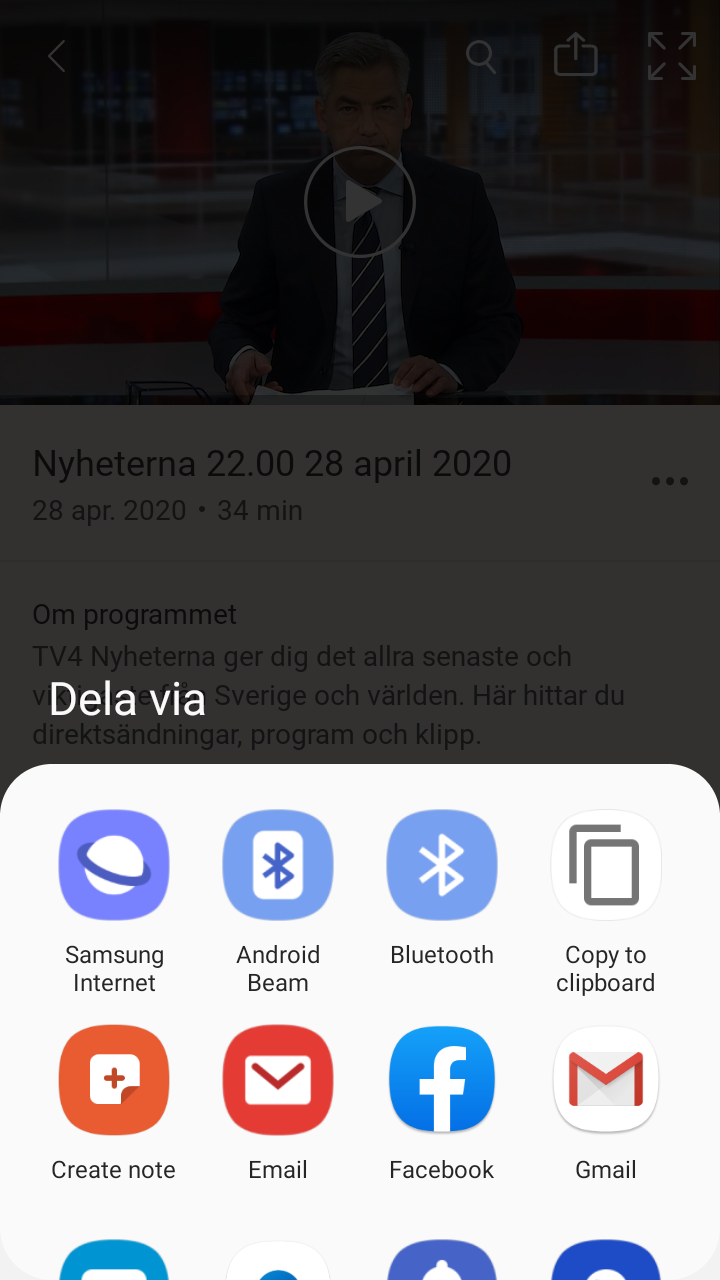 Nyheterna 22.00 28 april 2020
28 apr. 2020 • 34 min
Om programmet
TV4 Nyheterna ger dig det allra senaste och
Sverige och världen. Här hittar du
Dela via
direktsändningar, program och klipp.
Samsung Internet
Android Beam
Bluetooth
Copy to clipboard
Create note
Email
Facebook
Gmail